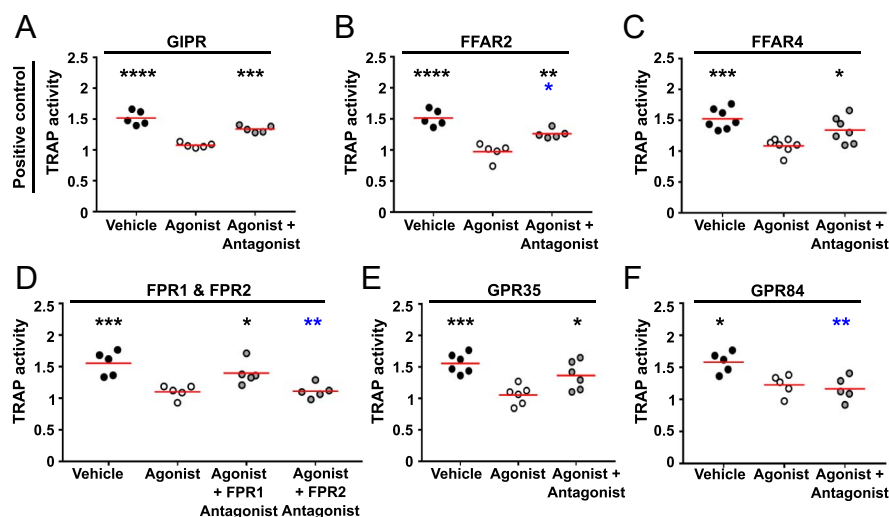 A
GIPR
Positive control
TRAP activity
2.5
2
1.5
1
0.5
0
****
***
Vehicle
Agonist
Agonist +
Antagonist
B
FFAR2
TRAP activity
2.5
2
1.5
1
0.5
0
****
**
*
Vehicle
Agonist
Agonist +
Antagonist
C
FFAR4
TRAP activity
2.5
2
1.5
1
0.5
0
***
*
Vehicle
Agonist
Agonist +
Antagonist
D
FPR1 & FPR2
TRAP activity
2.5
2
1.5
1
0.5
0
***
*
**
Vehicle
Agonist
Agonist
+ FPR1
Antagonist
Agonist
+ FPR2
Antagonist
E
GPR35
TRAP activity
2.5
2
1.5
1
0.5
0
***
*
Vehicle
Agonist
Agonist +
Antagonist
F
GPR84
TRAP activity
2.5
2
1.5
1
0.5
0
*
**
Vehicle
Agonist
Agonist +
Antagonist